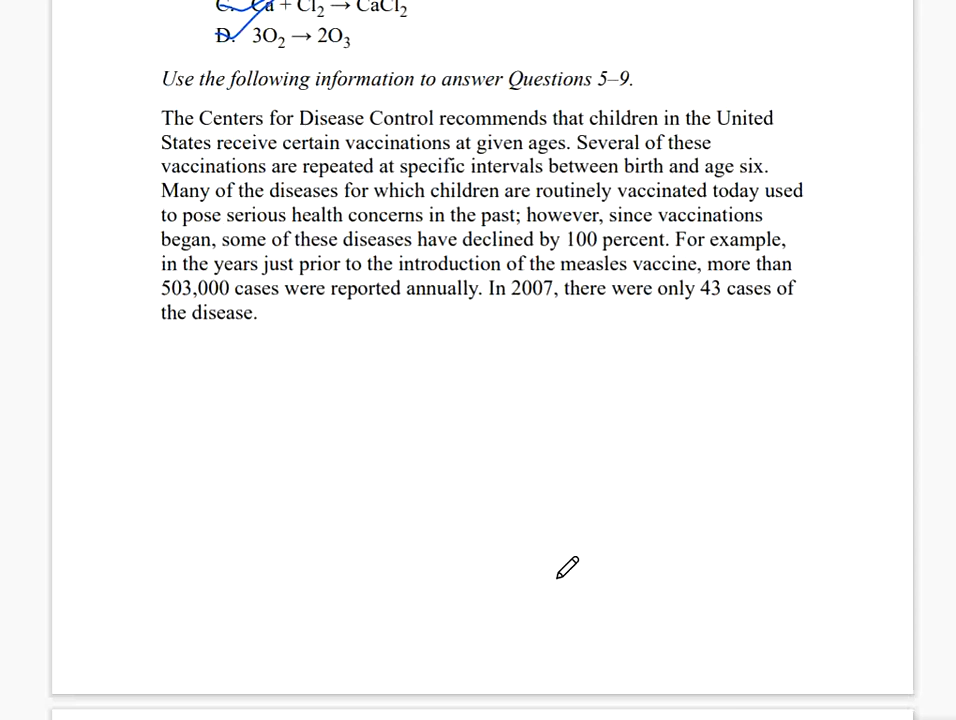 C. Ca + Cl₂ → CaCl₂
D. 3O₂ → 2O₃
Use the following information to answer Questions 5–9.
The Centers for Disease Control recommends that children in the United
States receive certain vaccinations at given ages. Several of these
vaccinations are repeated at specific intervals between birth and age six.
Many of the diseases for which children are routinely vaccinated today used
to pose serious health concerns in the past; however, since vaccinations
began, some of these diseases have declined by 100 percent. For example,
in the years just prior to the introduction of the measles vaccine, more than
503,000 cases were reported annually. In 2007, there were only 43 cases of
the disease.